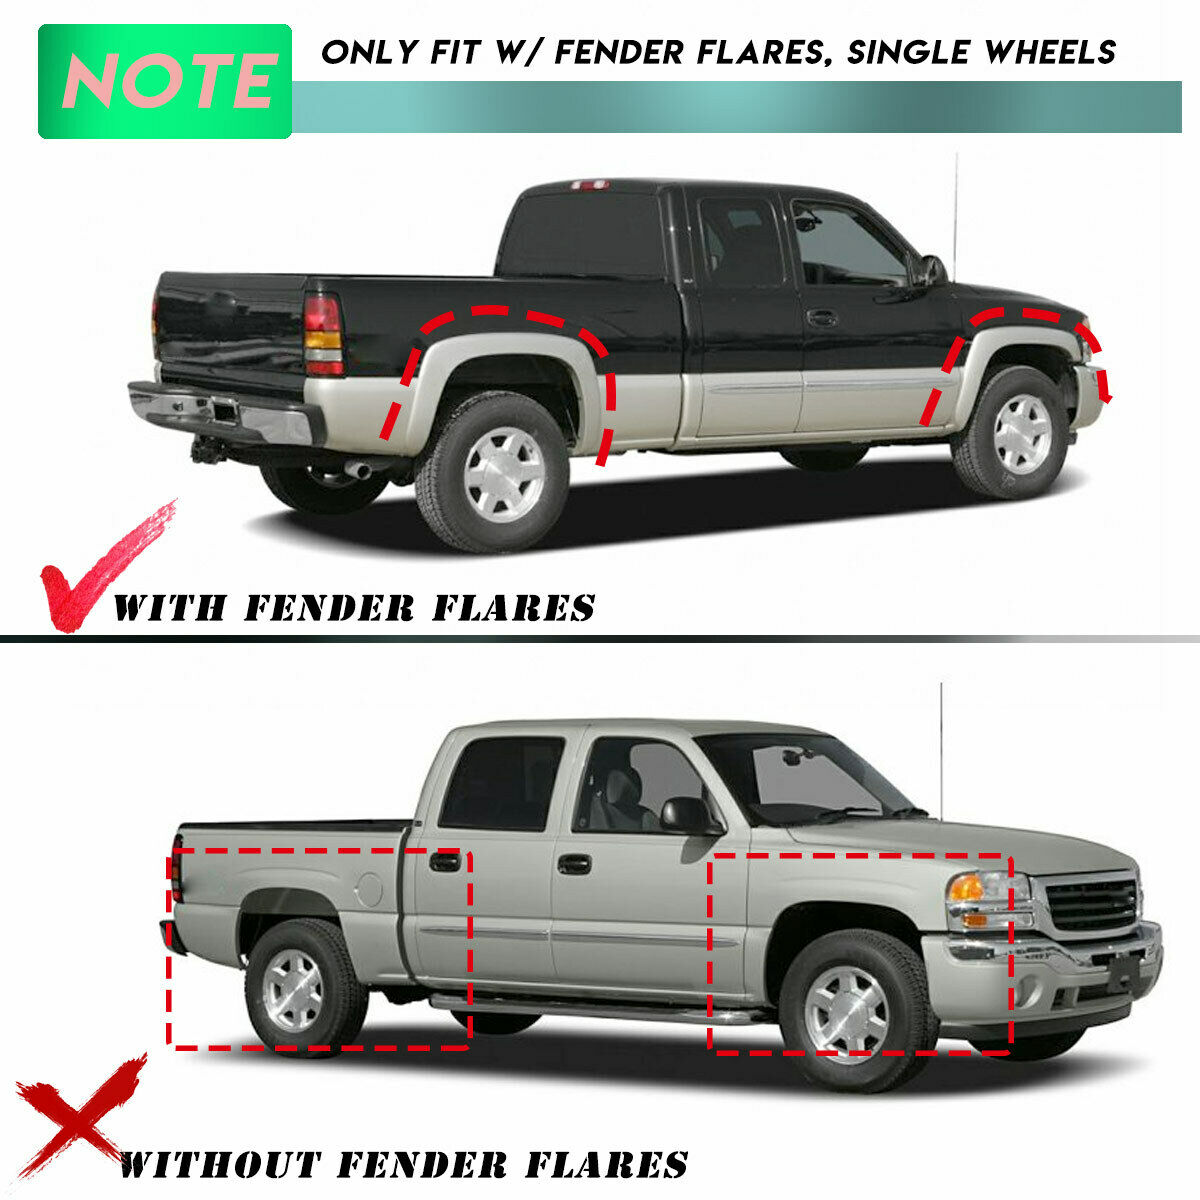 NOTE
ONLY FIT W/ FENDER FLARES, SINGLE WHEELS
WITH FENDER FLARES
WITHOUT FENDER FLARES